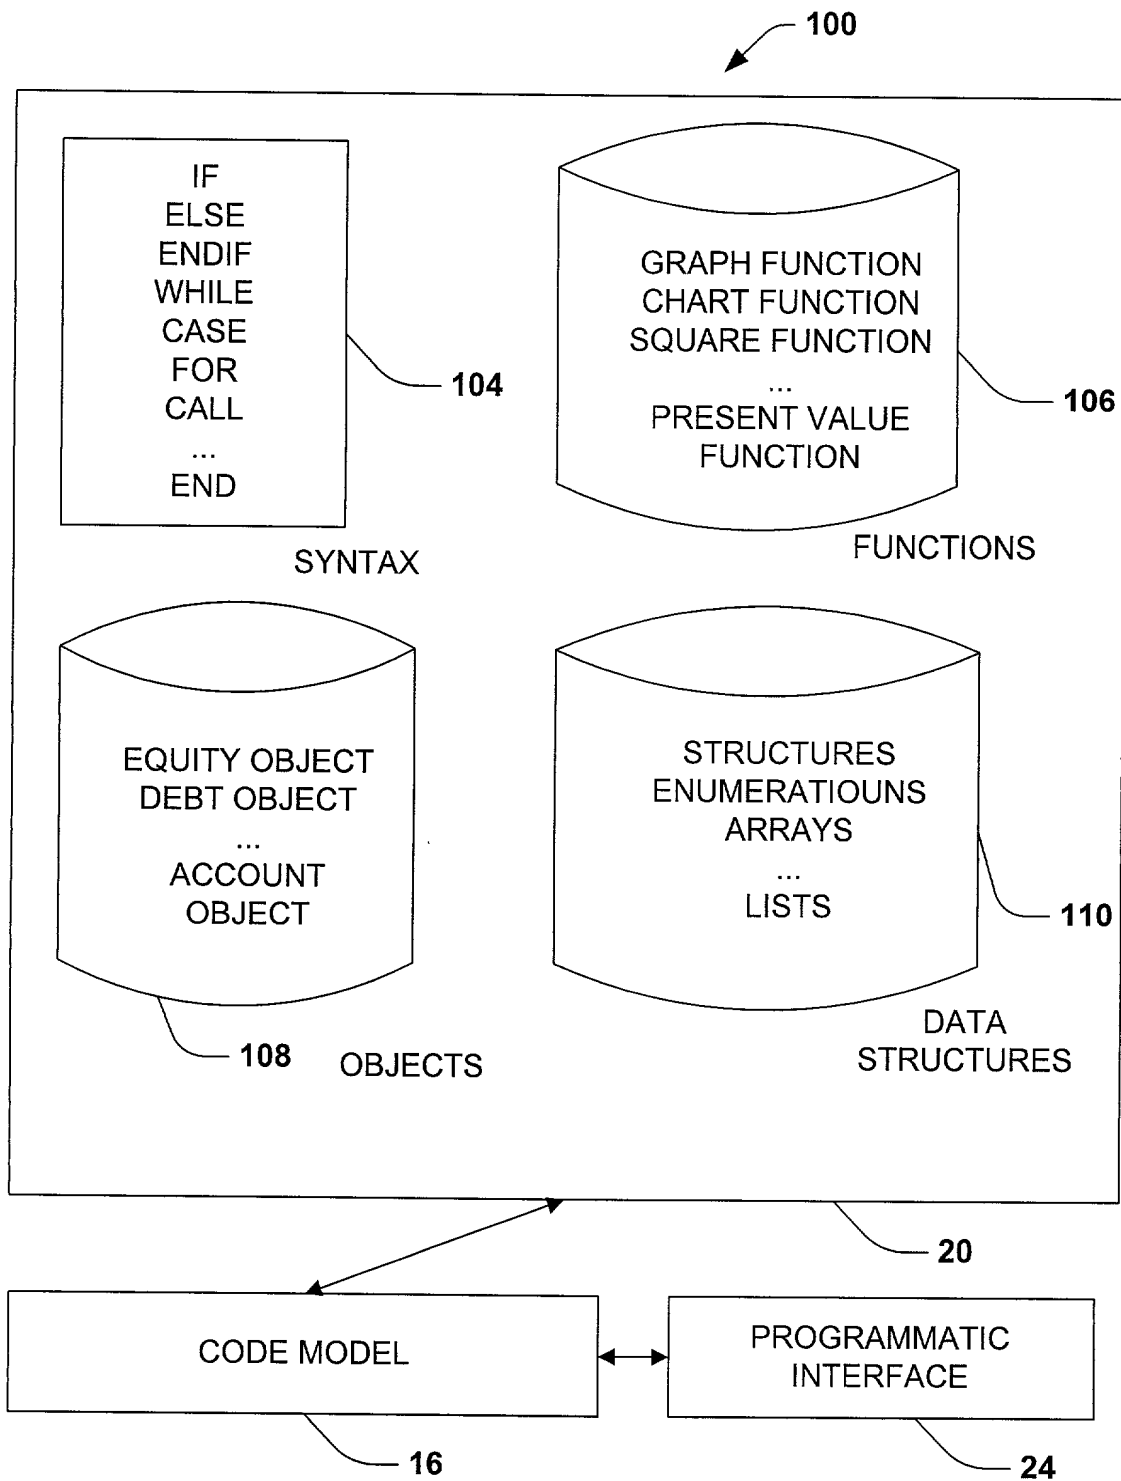 100
IF
ELSE
ENDIF
WHILE
CASE
FOR
CALL
...
END
104
SYNTAX
GRAPH FUNCTION
CHART FUNCTION
SQUARE FUNCTION
...
PRESENT VALUE
FUNCTION
106
FUNCTIONS
EQUITY OBJECT
DEBT OBJECT
...
ACCOUNT
OBJECT
108
OBJECTS
STRUCTURES
ENUMERATIOUNS
ARRAYS
...
LISTS
110
DATA
STRUCTURES
20
CODE MODEL
16
PROGRAMMATIC
INTERFACE
24